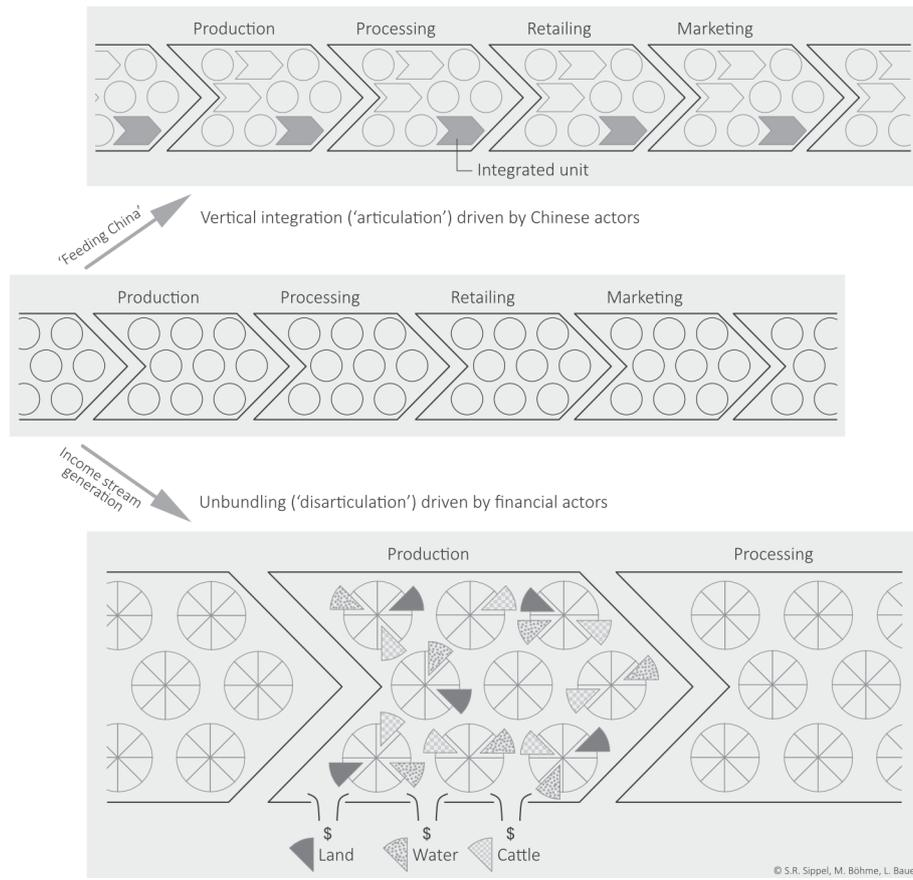 Production Processing Retailing Marketing
Integrated unit
‘Feeding China’
Vertical integration (‘articulation’) driven by Chinese actors
Production Processing Retailing Marketing
Income stream
generation
Unbundling (‘disarticulation’) driven by financial actors
Production Processing
$ $ $
Land Water Cattle
© S.R. Sippel, M. Böhme, L. Baue